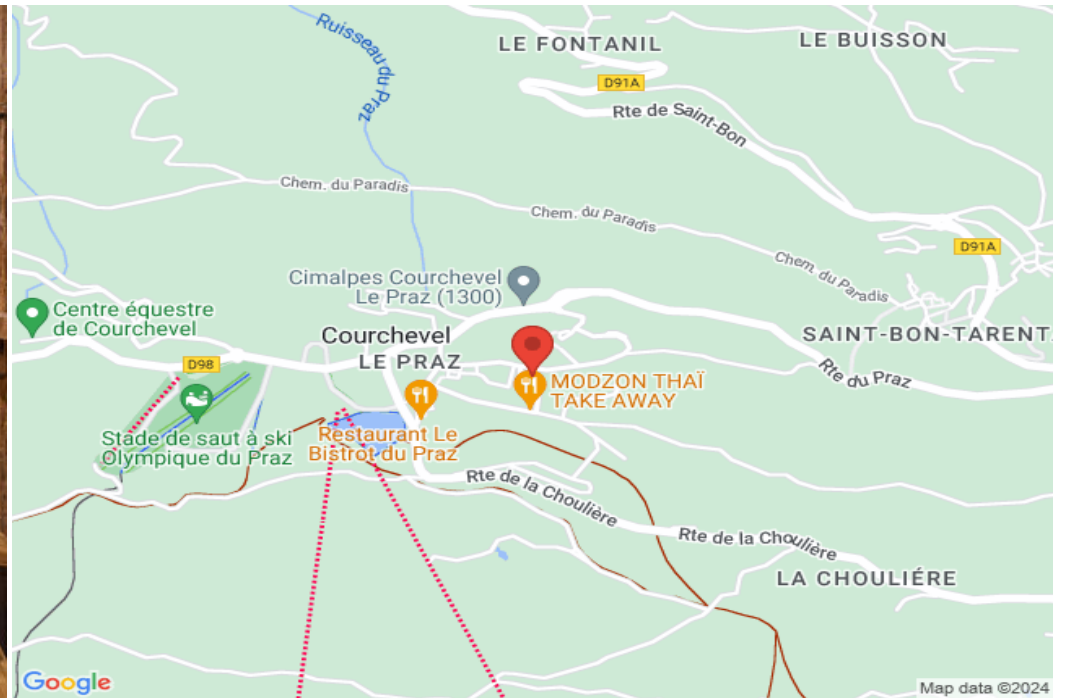 Ruisseau du Praz
LE FONTANIL
LE BUISSON
D91A
Rte de Saint-Bon
Chem. du Paradis
Chem. du Paradis
D91A
Chem. du Paradis
Cimalpes Courchevel
Le Praz (1300)
Centre équestre
de Courchevel
Courchevel
LE PRAZ
SAINT-BON-TARENT
D98
Rte du Praz
MODZON THAÏ
TAKE AWAY
Stade de saut à ski
Olympique du Praz
Restaurant Le
Bistrot du Praz
Rte de la Choulière
Rte de la Choulière
LA CHOULIÉRE
Google
Map data ©2024